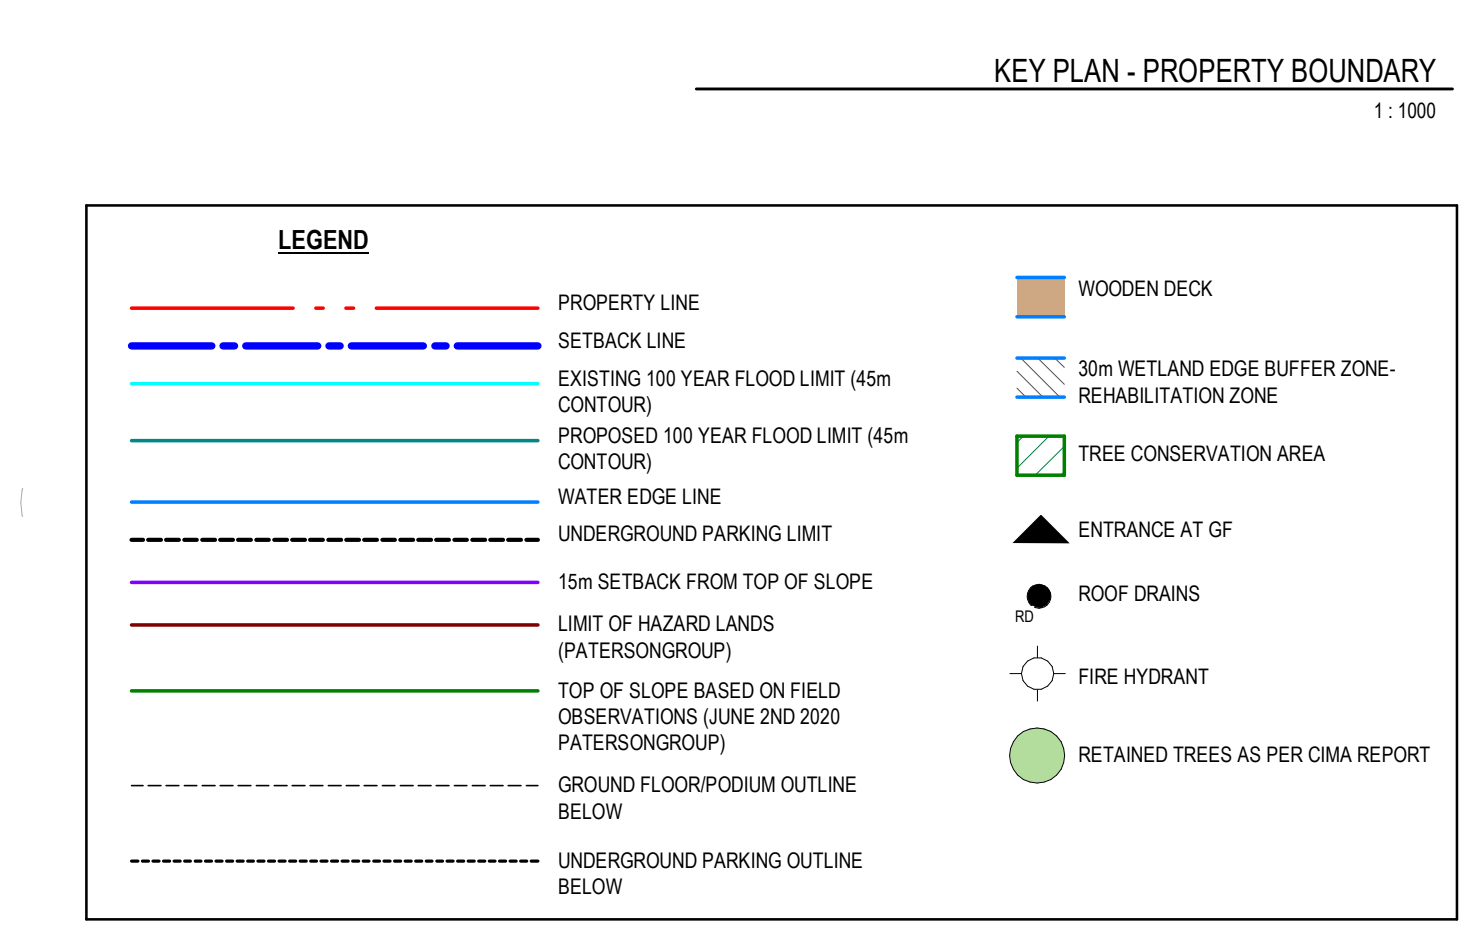 KEY PLAN - PROPERTY BOUNDARY
1 : 1000
LEGEND
PROPERTY LINE
SETBACK LINE
EXISTING 100 YEAR FLOOD LIMIT (45m
CONTOUR)
PROPOSED 100 YEAR FLOOD LIMIT (45m
CONTOUR)
WATER EDGE LINE
UNDERGROUND PARKING LIMIT
15m SETBACK FROM TOP OF SLOPE
LIMIT OF HAZARD LANDS
(PATERSONGROUP)
TOP OF SLOPE BASED ON FIELD
OBSERVATIONS (JUNE 2ND 2020
PATERSONGROUP)
GROUND FLOOR/PODIUM OUTLINE
BELOW
UNDERGROUND PARKING OUTLINE
BELOW
WOODEN DECK
30m WETLAND EDGE BUFFER ZONE-
REHABILITATION ZONE
TREE CONSERVATION AREA
ENTRANCE AT GF
ROOF DRAINS
RD
FIRE HYDRANT
RETAINED TREES AS PER CIMA REPORT